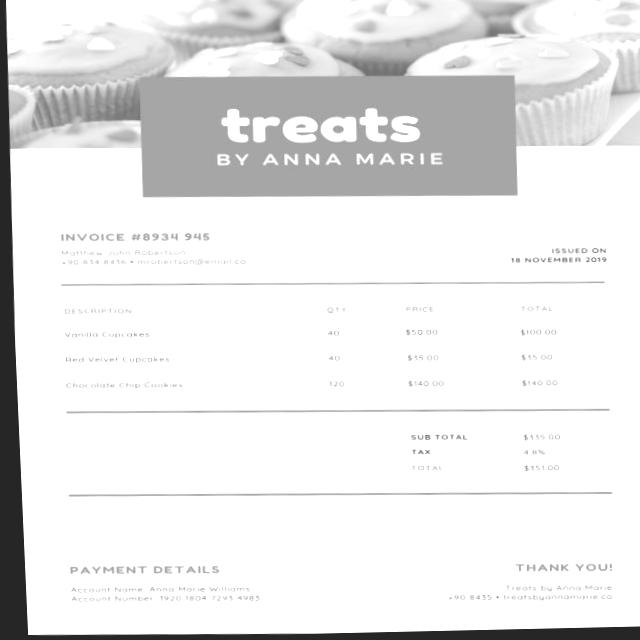 treats
BY ANNA MARIE
INVOICE #8934 945
Matthew John Robertson
ISSUED ON
+90 834 8436 • mrobertson@email.co
18 NOVEMBER 2019
DESCRIPTION QTY PRICE TOTAL
Vanilla Cupcakes 40 $50.00 $100.00
Red Velvet Cupcakes 40 $35.00 $35.00
Chocolate Chip Cookies 120 $140.00 $140.00
SUB TOTAL $335.00
TAX 4.8%
TOTAL $351.00
PAYMENT DETAILS THANK YOU!
Account Name: Anna Marie Williams Treats by Anna Marie
Account Number: 1920 1804 7293 4983 +90 8435 • treatsbyannamarie.co